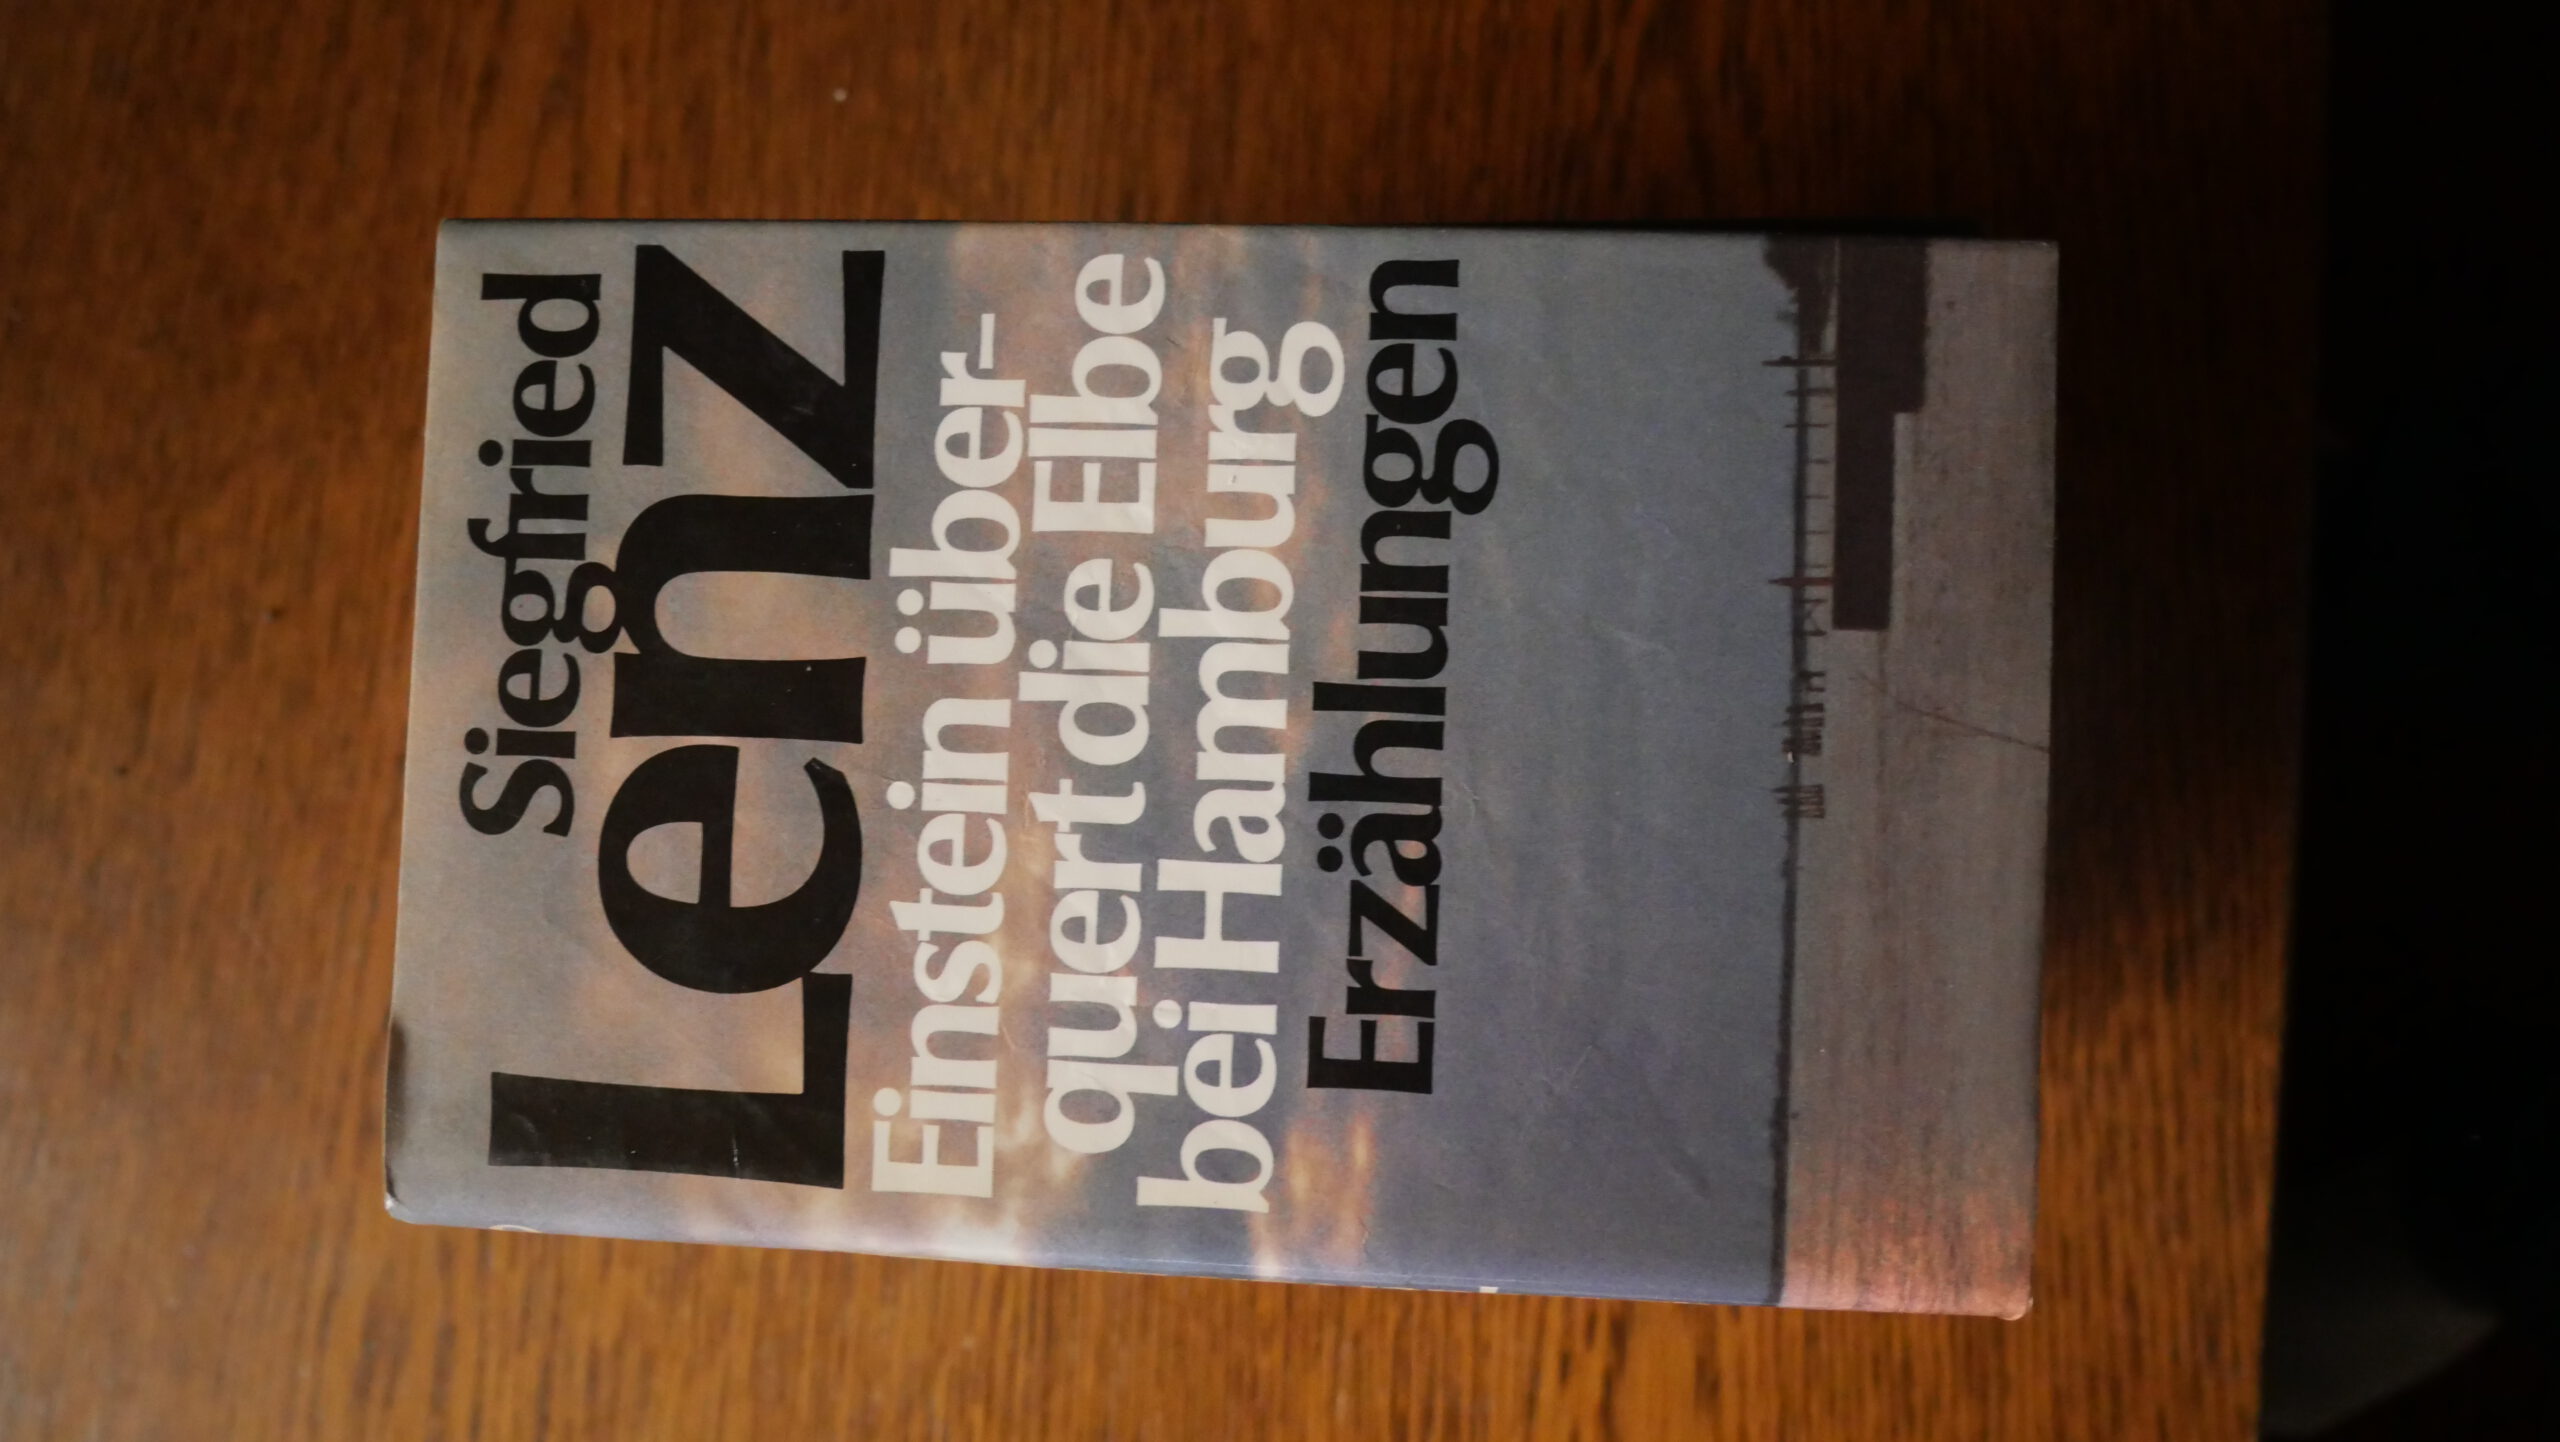 Siegfried
Lenz
Einstein über-
quert die Elbe
bei Hamburg
Erzählungen